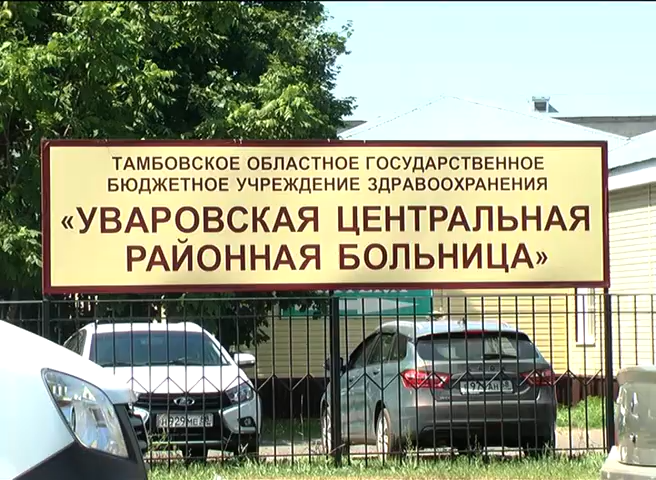 ТАМБОВСКОЕ ОБЛАСТНОЕ ГОСУДАРСТВЕННОЕ
БЮДЖЕТНОЕ УЧРЕЖДЕНИЕ ЗДРАВООХРАНЕНИЯ
«УВАРОВСКАЯ ЦЕНТРАЛЬНАЯ
РАЙОННАЯ БОЛЬНИЦА»